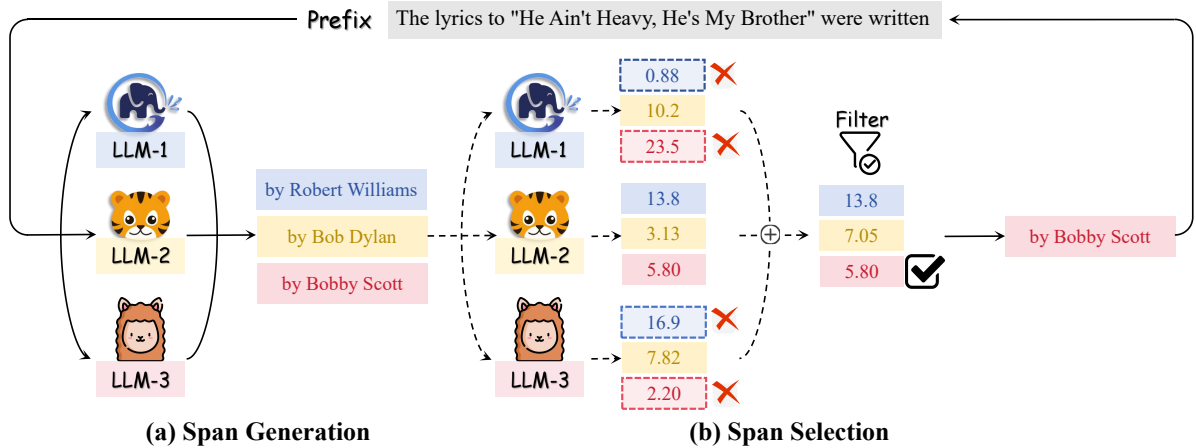 Prefix
The lyrics to "He Ain't Heavy, He's My Brother" were written
LLM-1
LLM-2
LLM-3
by Robert Williams
by Bob Dylan
by Bobby Scott
LLM-1
LLM-2
LLM-3
0.88
10.2
23.5
13.8
3.13
5.80
16.9
7.82
2.20
Filter
13.8
7.05
5.80
by Bobby Scott
(a) Span Generation
(b) Span Selection